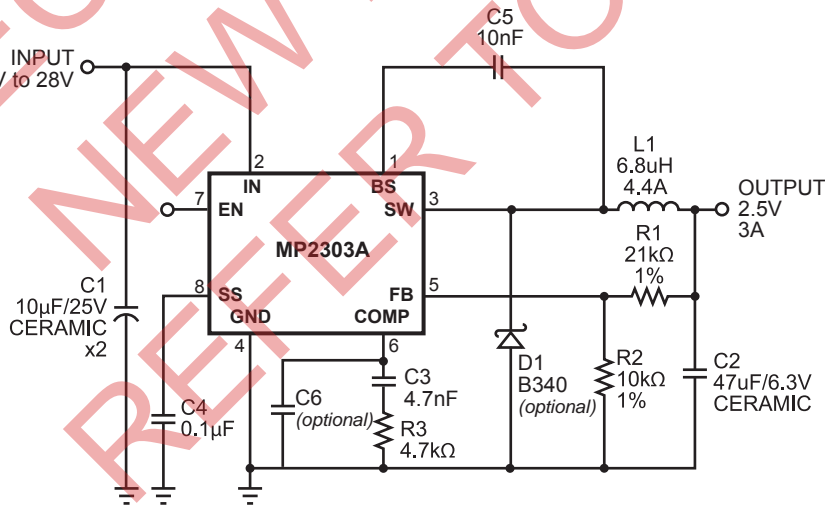 NEW
REFER TO
C5
10nF
INPUT
V to 28V
2
IN
1
BS
7
EN
SW
3
MP2303A
L1
6.8uH
4.4A
OUTPUT
2.5V
3A
R1
21kΩ
1%
C1
10µF/25V
CERAMIC
x2
8
SS
FB
5
GND
COMP
4
6
C4
0.1µF
C6
(optional)
C3
4.7nF
R3
4.7kΩ
D1
B340
(optional)
R2
10kΩ
1%
C2
47uF/6.3V
CERAMIC